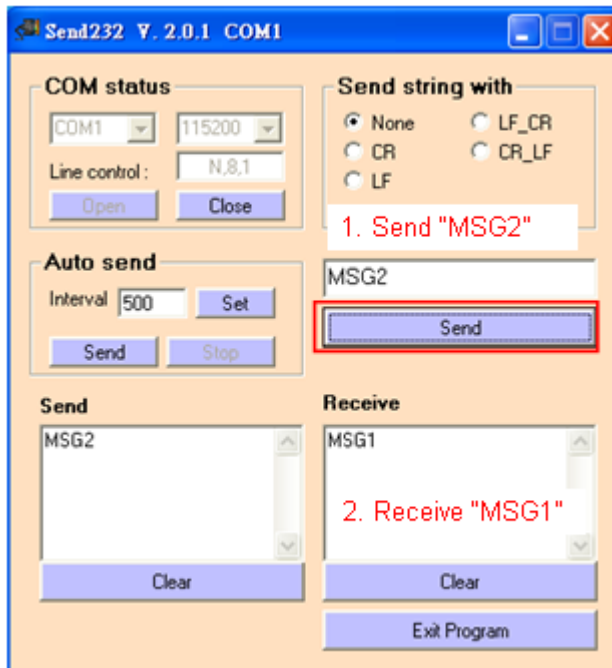 Send232 V. 2.0.1 COM1
COM status
COM1
115200
Line control :
N,8,1
Open
Close
Send string with
None
LF_CR
CR
CR_LF
LF
1. Send "MSG2"
Auto send
Interval
500
Set
Send
Stop
MSG2
Send
Send
MSG2
Clear
Receive
MSG1
2. Receive "MSG1"
Clear
Exit Program